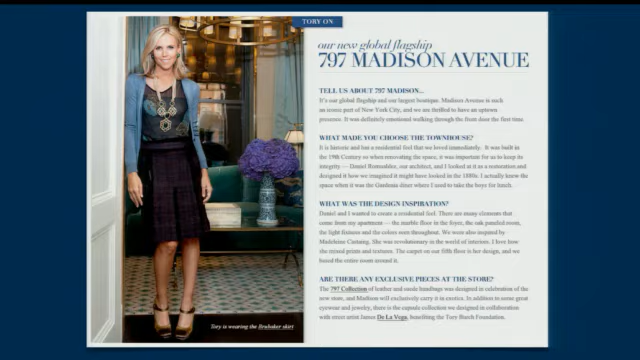 TORY ON
our new global flagship
797 MADISON AVENUE
TELL US ABOUT 797 MADISON...
It's our global flagship and our largest boutique. Madison Avenue is such
an iconic part of New York City, and we are thrilled to have an uptown
presence. It was definitely emotional walking through the front door the first time.
WHAT MADE YOU CHOOSE THE TOWNHOUSE?
It is historic and has a residential feel that we loved immediately. It was built in
the 19th Century so when renovating the space, it was important for us to keep its
integrity — Daniel Romualdez, our architect, and I looked at it as a restoration and
designed it how we imagined it might have looked in the 1880s. I actually knew the
space when it was the Gardenia diner where I used to take the boys for lunch.
WHAT WAS THE DESIGN INSPIRATION?
Daniel and I wanted to create a residential feel. There are many elements that
come from my apartment — the marble floor in the foyer, the oak paneled room,
the light fixtures and the colors seen throughout. We were also inspired by
Madeleine Castaing. She was revolutionary in the world of interiors. I love how
she mixed prints and textures. The carpet on our fifth floor is her design, and we
based the entire room around it.
ARE THERE ANY EXCLUSIVE PIECES AT THE STORE?
The 797 Collection of leather and suede handbags was designed in celebration of the
new store, and Madison will exclusively carry it in exotics. In addition to some great
eyewear and jewelry, there is the capsule collection we designed in collaboration
with street artist James De La Vega, benefiting the Tory Burch Foundation.
Tory is wearing the Brubaker skirt